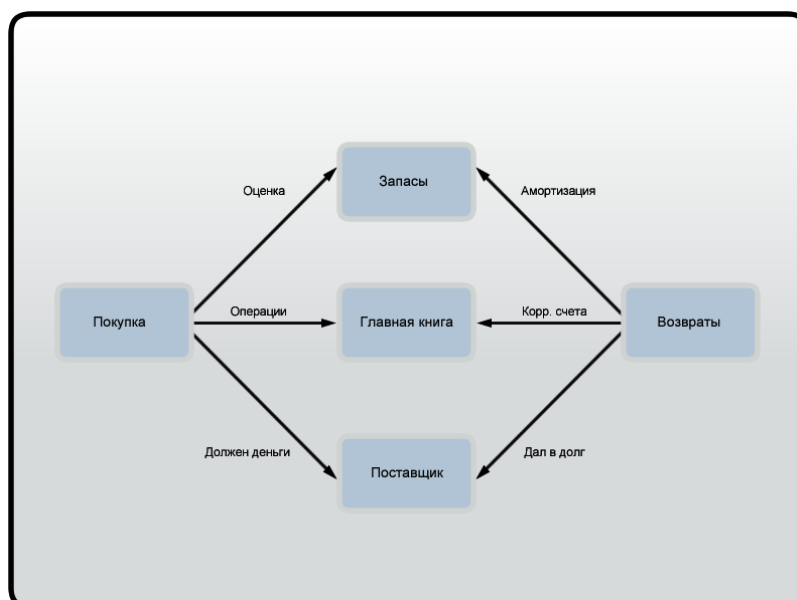 Запасы
Оценка
Амортизация
Покупка
Операции
Главная книга
Корр. счета
Возвраты
Должен деньги
Поставщик
Дал в долг